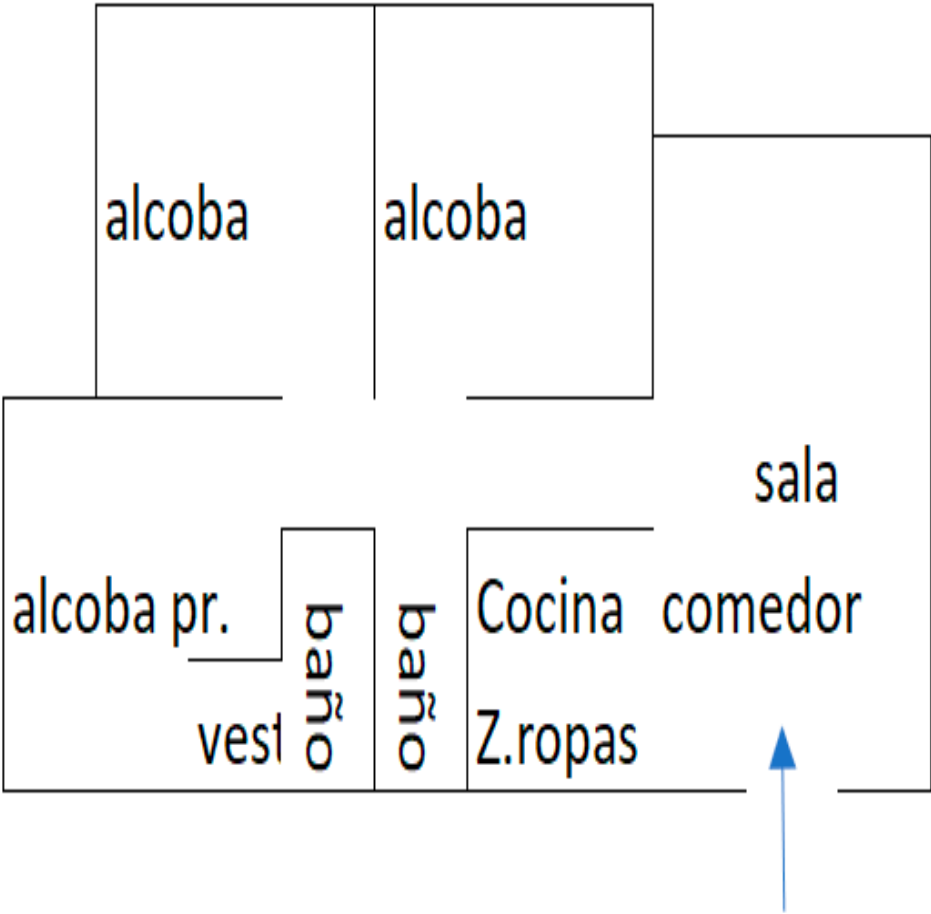 alcoba
alcoba
sala
alcoba pr.
baño
baño
Cocina
comedor
vest
Z.ropas